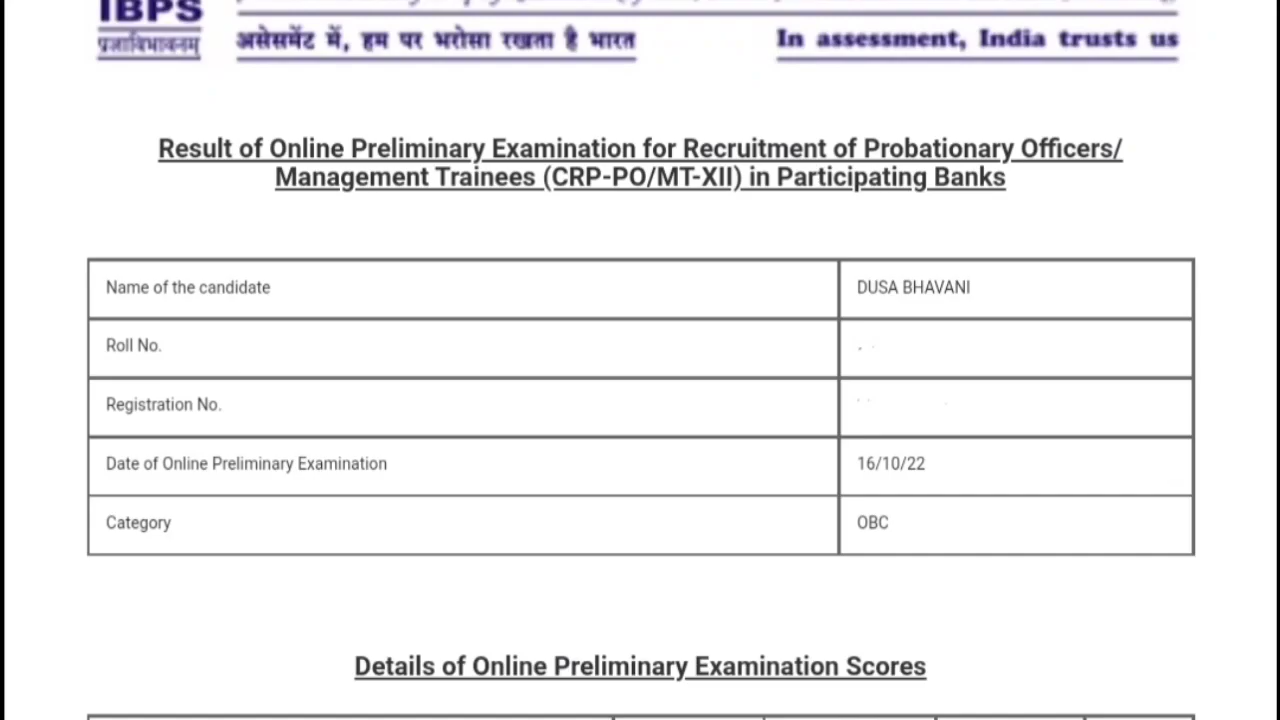 IBPS
प्रज्ञाविभावनम्
असेसमेंट में, हम पर भरोसा रखता है भारत
In assessment, India trusts us
Result of Online Preliminary Examination for Recruitment of Probationary Officers/
Management Trainees (CRP-PO/MT-XII) in Participating Banks
Name of the candidate DUSA BHAVANI
Roll No.
Registration No.
Date of Online Preliminary Examination 16/10/22
Category OBC
Details of Online Preliminary Examination Scores